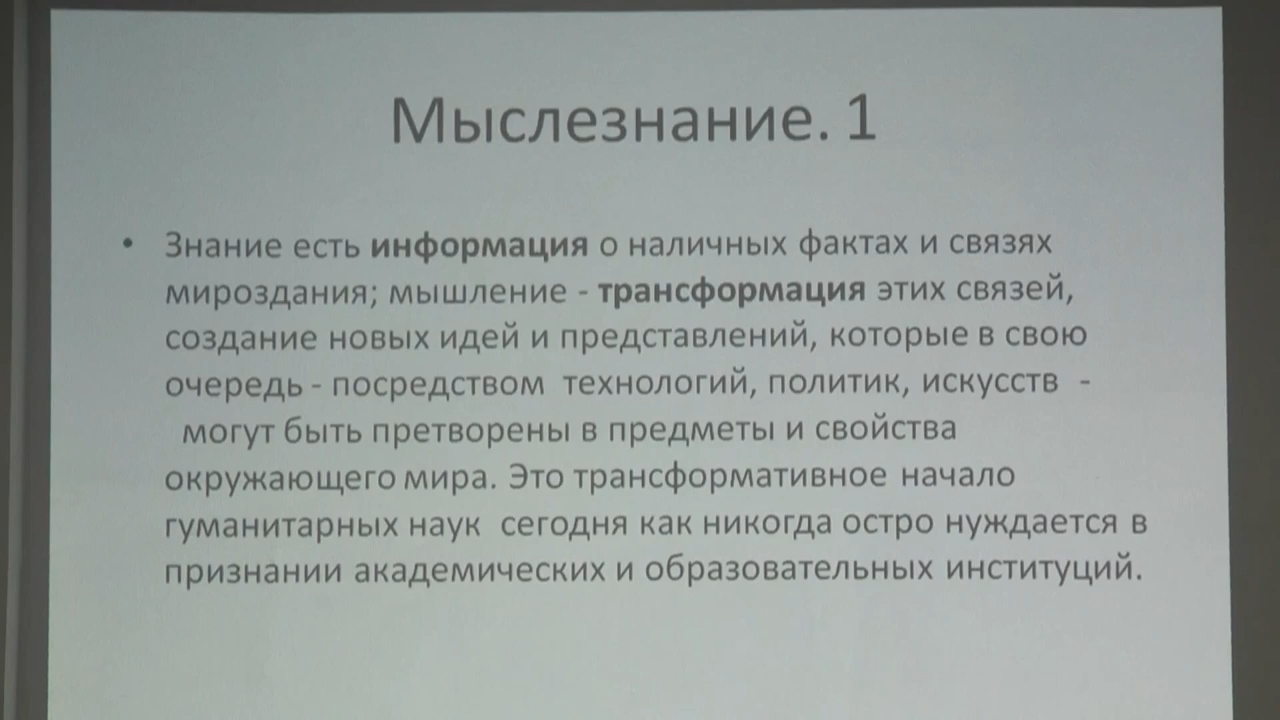 Мыслезнание. 1
• Знание есть информация о наличных фактах и связях
мироздания; мышление - трансформация этих связей,
создание новых идей и представлений, которые в свою
очередь - посредством технологий, политик, искусств -
могут быть претворены в предметы и свойства
окружающего мира. Это трансформативное начало
гуманитарных наук сегодня как никогда остро нуждается в
признании академических и образовательных институций.